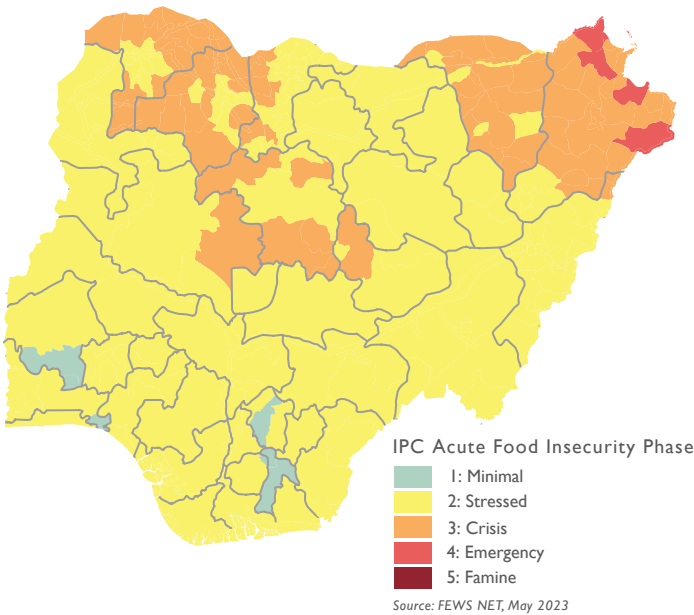 IPC Acute Food Insecurity Phase
1: Minimal
2: Stressed
3: Crisis
4: Emergency
5: Famine
Source: FEWS NET, May 2023